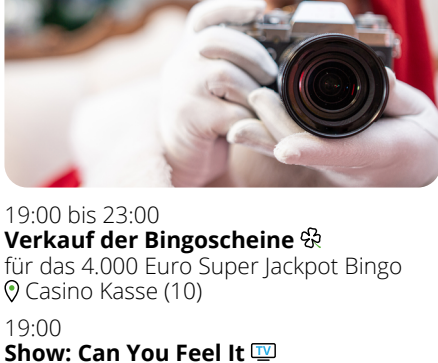 19:00 bis 23:00
Verkauf der Bingoscheine
für das 4.000 Euro Super Jackpot Bingo
Casino Kasse (10)
19:00
Show: Can You Feel It TV